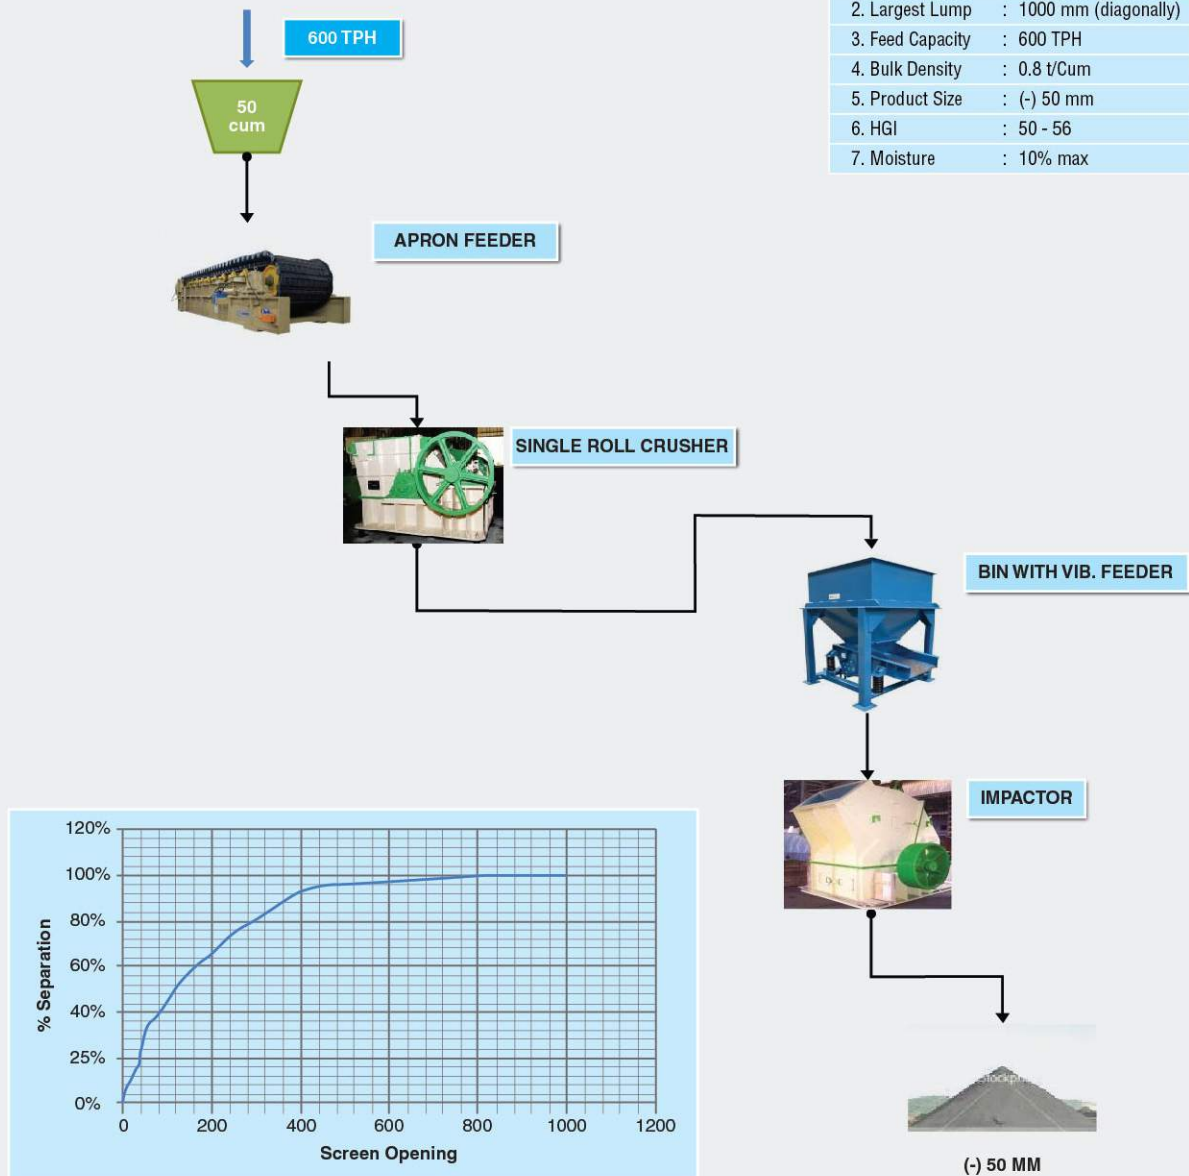 600 TPH
2. Largest Lump : 1000 mm (diagonally)
3. Feed Capacity : 600 TPH
4. Bulk Density : 0.8 t/Cum
5. Product Size : (-) 50 mm
6. HGI : 50 - 56
7. Moisture : 10% max
50
cum
APRON FEEDER
SINGLE ROLL CRUSHER
BIN WITH VIB. FEEDER
IMPACTOR
120%
100%
80%
60%
40%
25%
0%
% Separation
0 200 400 600 800 1000 1200
Screen Opening
(-) 50 MM